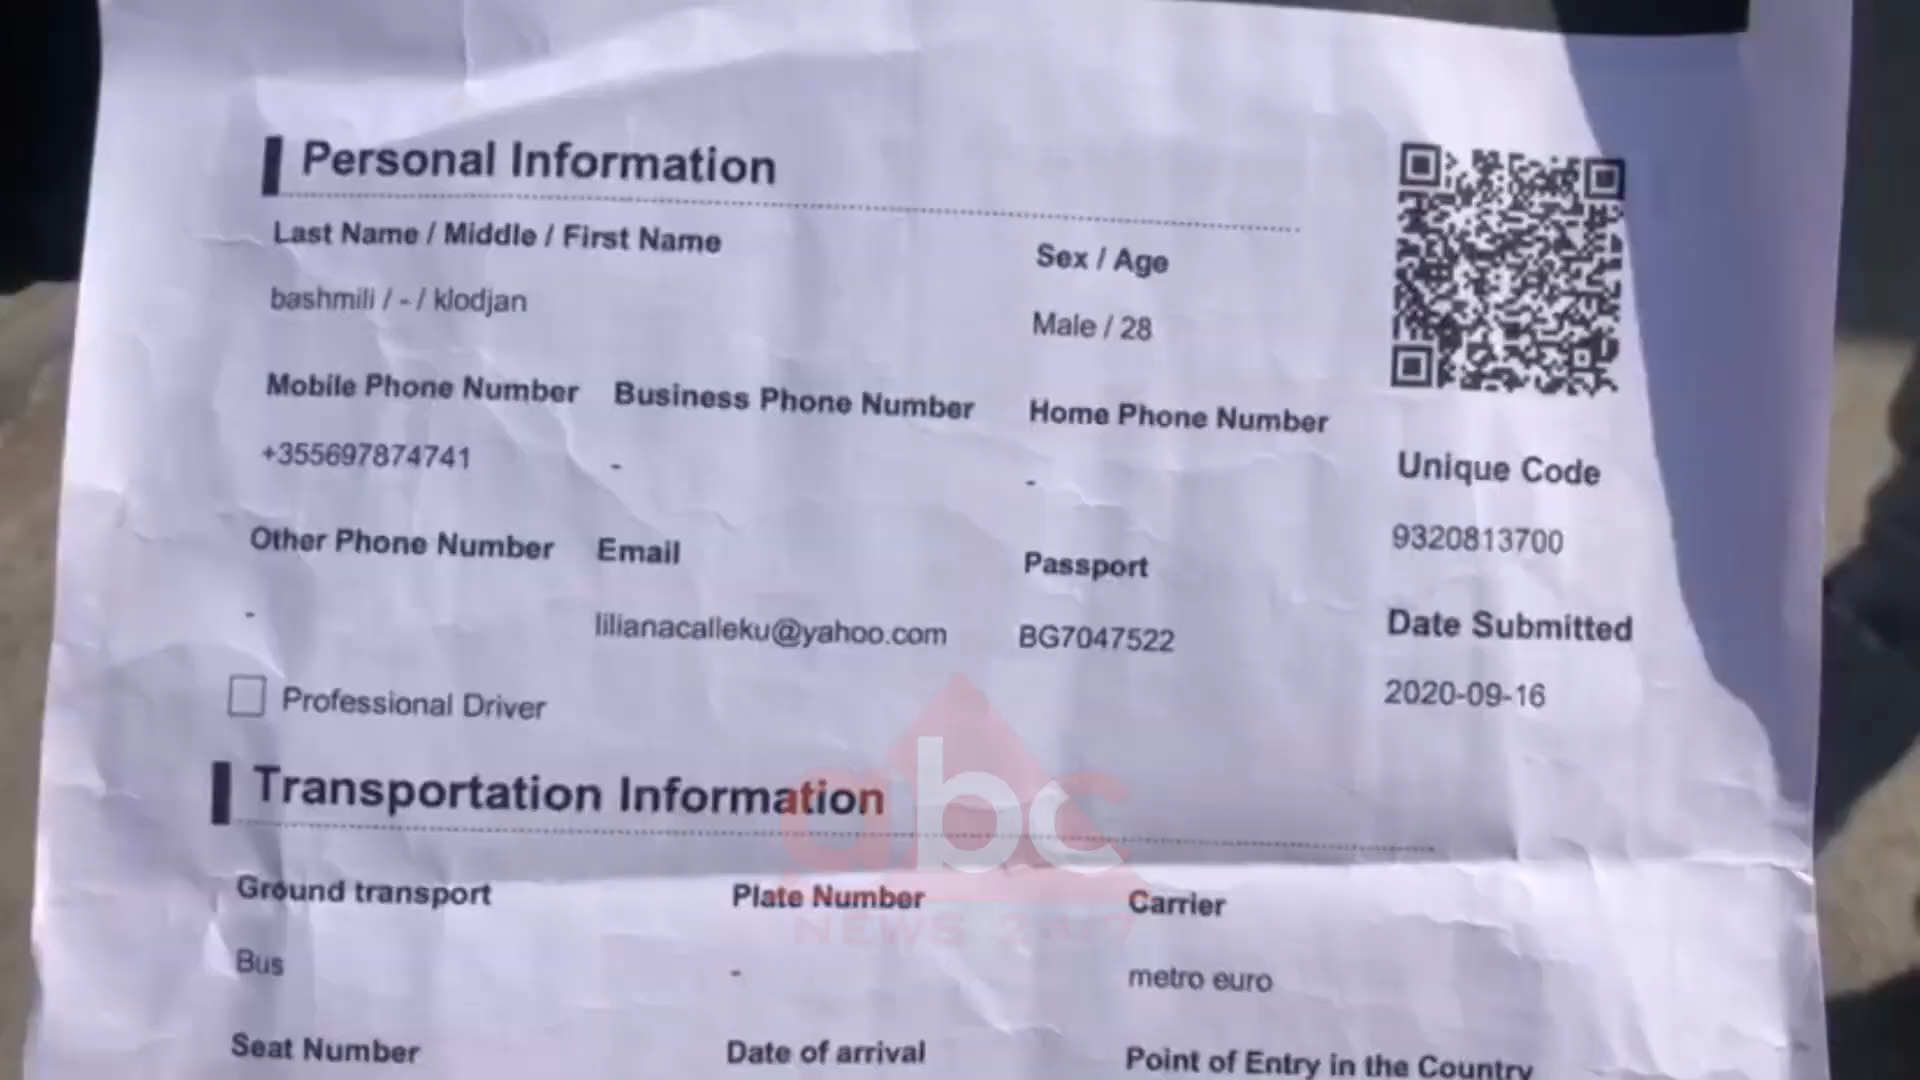 Personal Information
Last Name / Middle / First Name
Sex / Age
bashmili / - / klodjan
Male / 28
Mobile Phone Number
Business Phone Number
Home Phone Number
+355697874741
-
-
Unique Code
9320813700
Other Phone Number
Email
Passport
-
lilianacalleku@yahoo.com
BG7047522
Date Submitted
2020-09-16
Professional Driver
Transportation Information
abc
NEWS 24/7
Ground transport
Plate Number
Carrier
Bus
-
metro euro
Seat Number
Date of arrival
Point of Entry in the Country